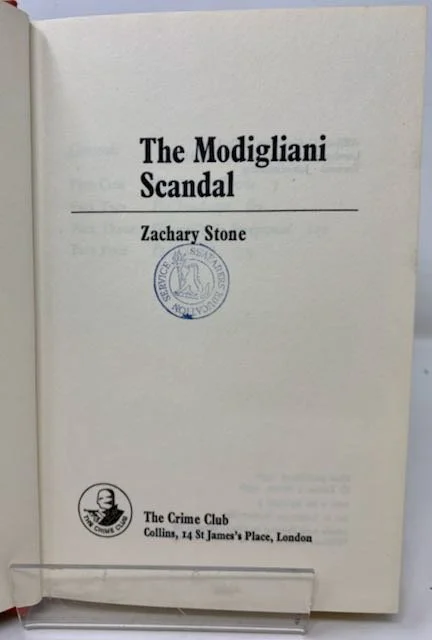 The Modigliani
Scandal
Zachary Stone
SEAFARERS' EDUCATION
SERVICE
THE CRIME CLUB
The Crime Club
Collins, 14 St James's Place, London